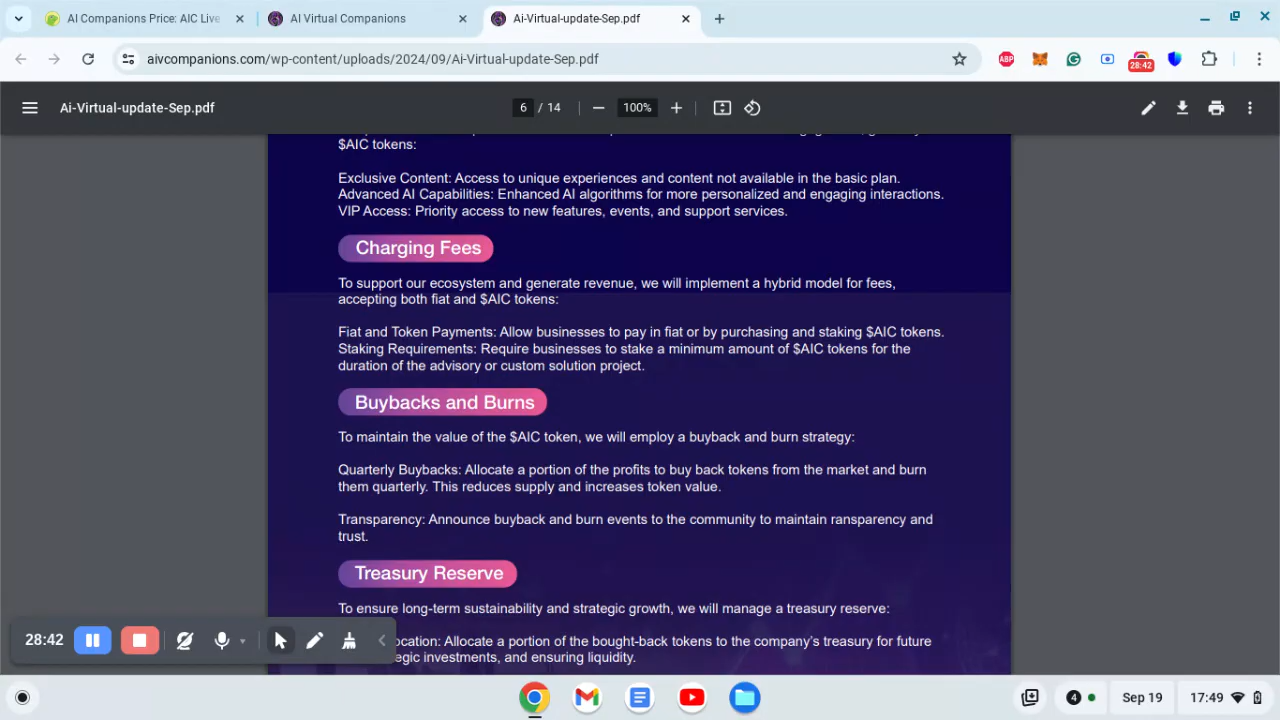 AI Companions Price: AIC Live
AI Virtual Companions
Ai-Virtual-update-Sep.pdf
aivcompanions.com/wp-content/uploads/2024/09/Ai-Virtual-update-Sep.pdf
ABP
28:42
Ai-Virtual-update-Sep.pdf
6 / 14
100%
$AIC tokens:
Exclusive Content: Access to unique experiences and content not available in the basic plan.
Advanced AI Capabilities: Enhanced AI algorithms for more personalized and engaging interactions.
VIP Access: Priority access to new features, events, and support services.
Charging Fees
To support our ecosystem and generate revenue, we will implement a hybrid model for fees,
accepting both fiat and $AIC tokens:
Fiat and Token Payments: Allow businesses to pay in fiat or by purchasing and staking $AIC tokens.
Staking Requirements: Require businesses to stake a minimum amount of $AIC tokens for the
duration of the advisory or custom solution project.
Buybacks and Burns
To maintain the value of the $AIC token, we will employ a buyback and burn strategy:
Quarterly Buybacks: Allocate a portion of the profits to buy back tokens from the market and burn
them quarterly. This reduces supply and increases token value.
Transparency: Announce buyback and burn events to the community to maintain ransparency and
trust.
Treasury Reserve
To ensure long-term sustainability and strategic growth, we will manage a treasury reserve:
ocation: Allocate a portion of the bought-back tokens to the company's treasury for future
egic investments, and ensuring liquidity.
28:42
4
Sep 19
17:49